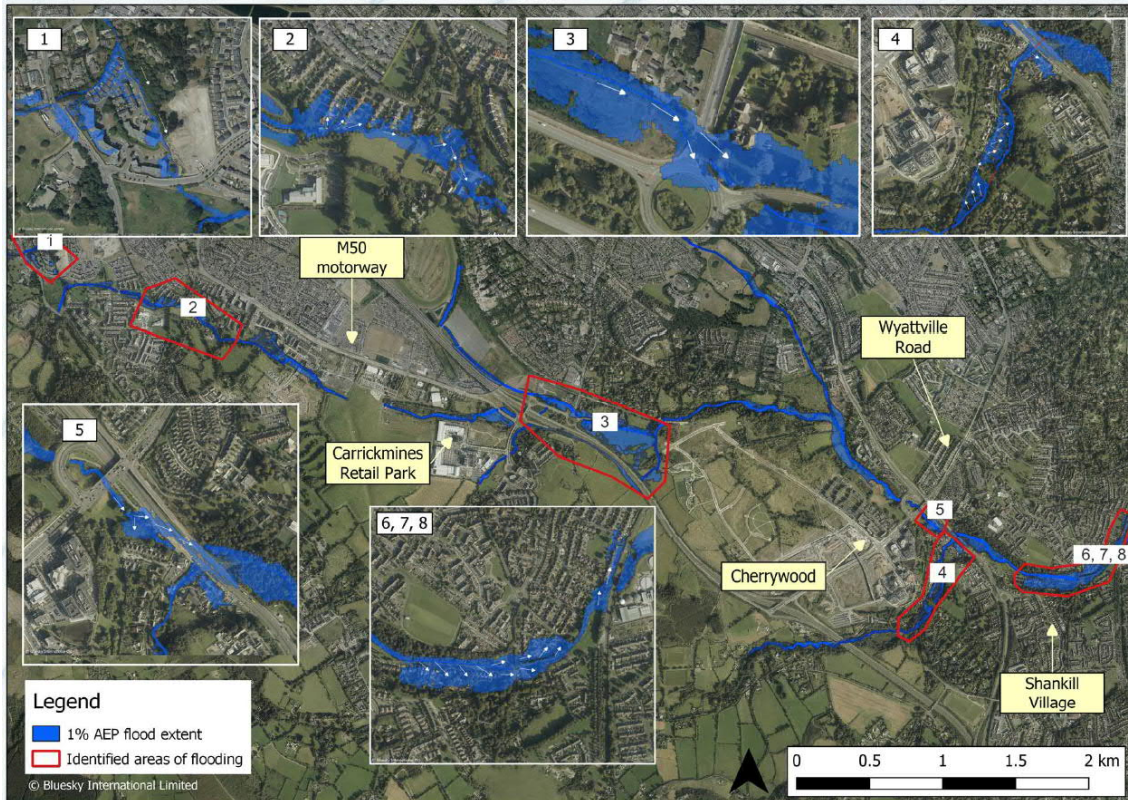 1
2
3
4
1
M50
motorway
2
Wyattville
Road
3
5
Carrickmines
Retail Park
5
6, 7, 8
6, 7, 8
4
Cherrywood
Shankill
Village
Legend
1% AEP flood extent
Identified areas of flooding
© Bluesky International Limited
0 0.5 1 1.5 2 km